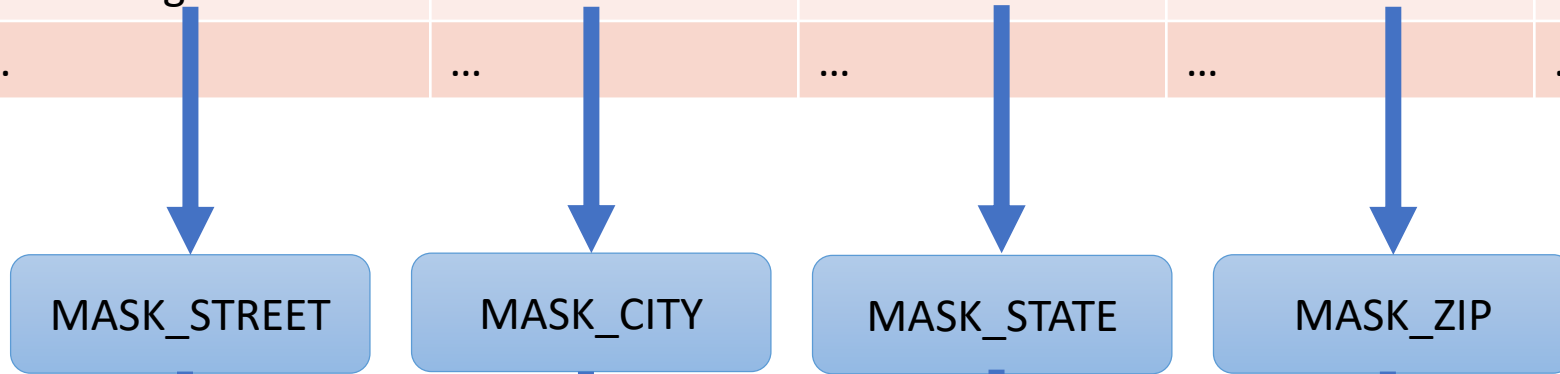 ... ... ...
MASK_STREET MASK_CITY MASK_STATE MASK_ZIP